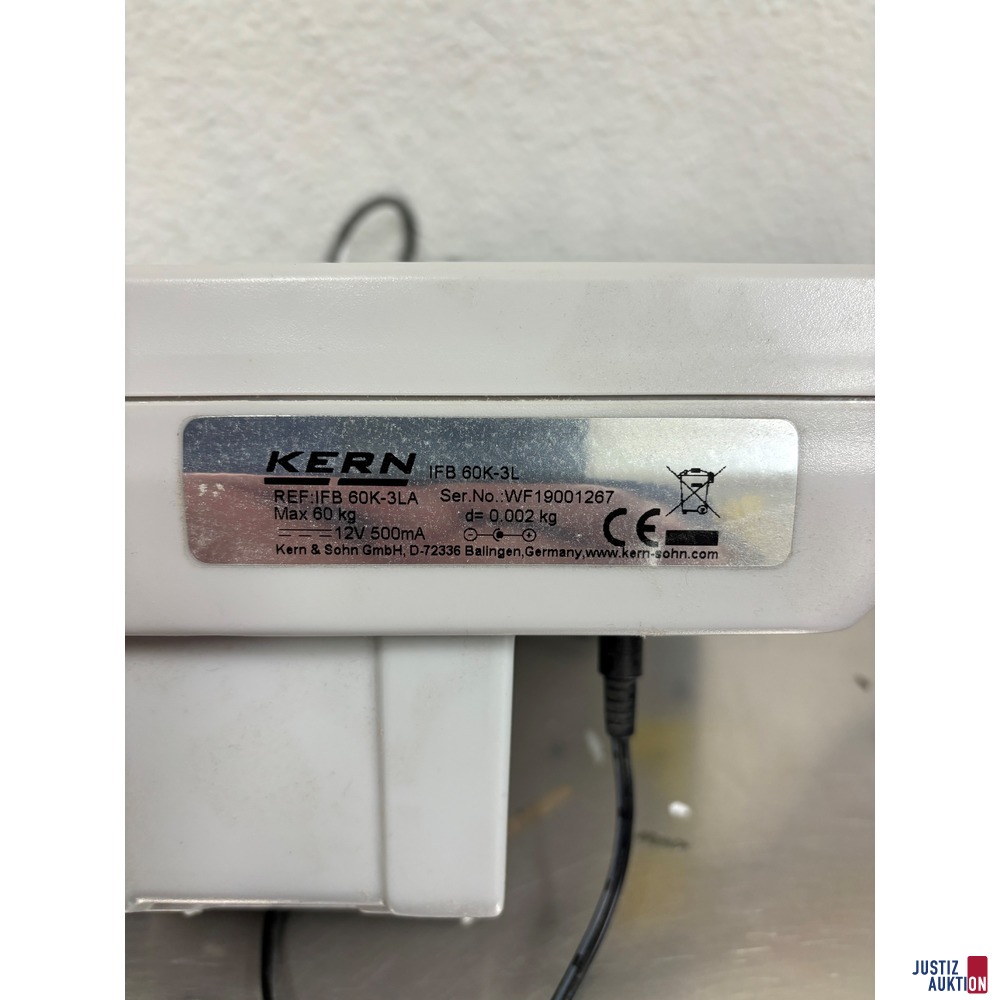 KERN IFB 60K-3L
REF:IFB 60K-3LA Ser.No.:WF19001267
Max 60 kg d= 0.002 kg
12V 500mA
CE
Kern & Sohn GmbH, D-72336 Balingen,Germany,www.kern-sohn.com
JUSTIZ
AUKTION